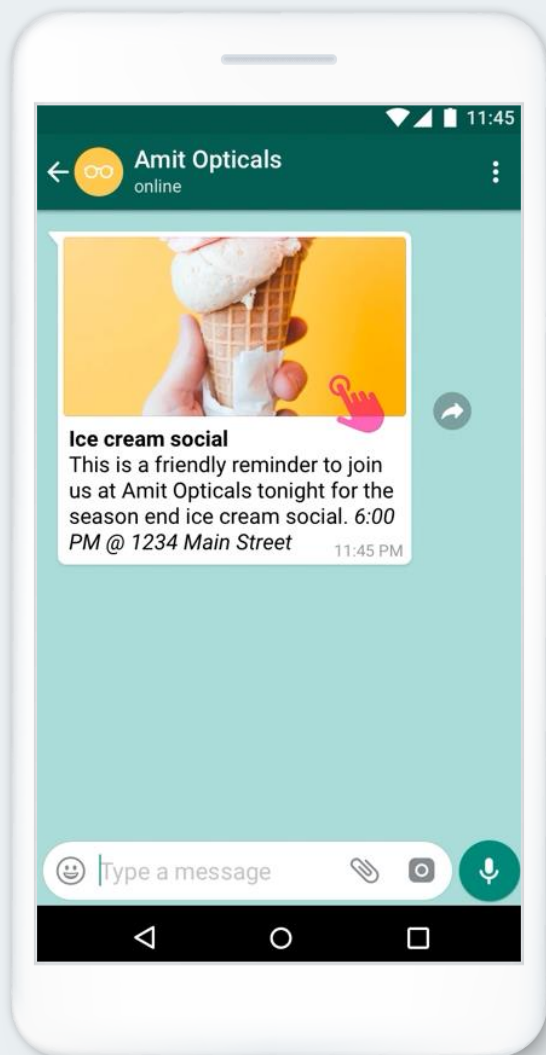 11:45
Amit Opticals
online
Ice cream social
This is a friendly reminder to join
us at Amit Opticals tonight for the
season end ice cream social. 6:00
PM @ 1234 Main Street
11:45 PM
Type a message